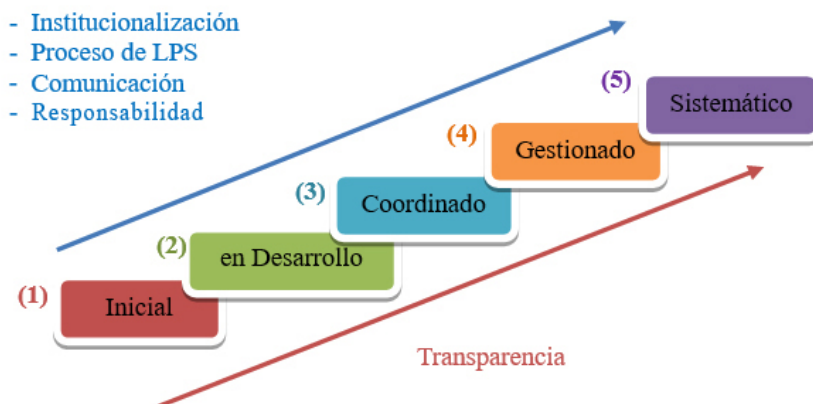 - Institucionalización
- Proceso de LPS
- Comunicación
- Responsabilidad
(5) Sistemático
(4) Gestionado
(3) Coordinado
(2) en Desarrollo
(1) Inicial
Transparencia